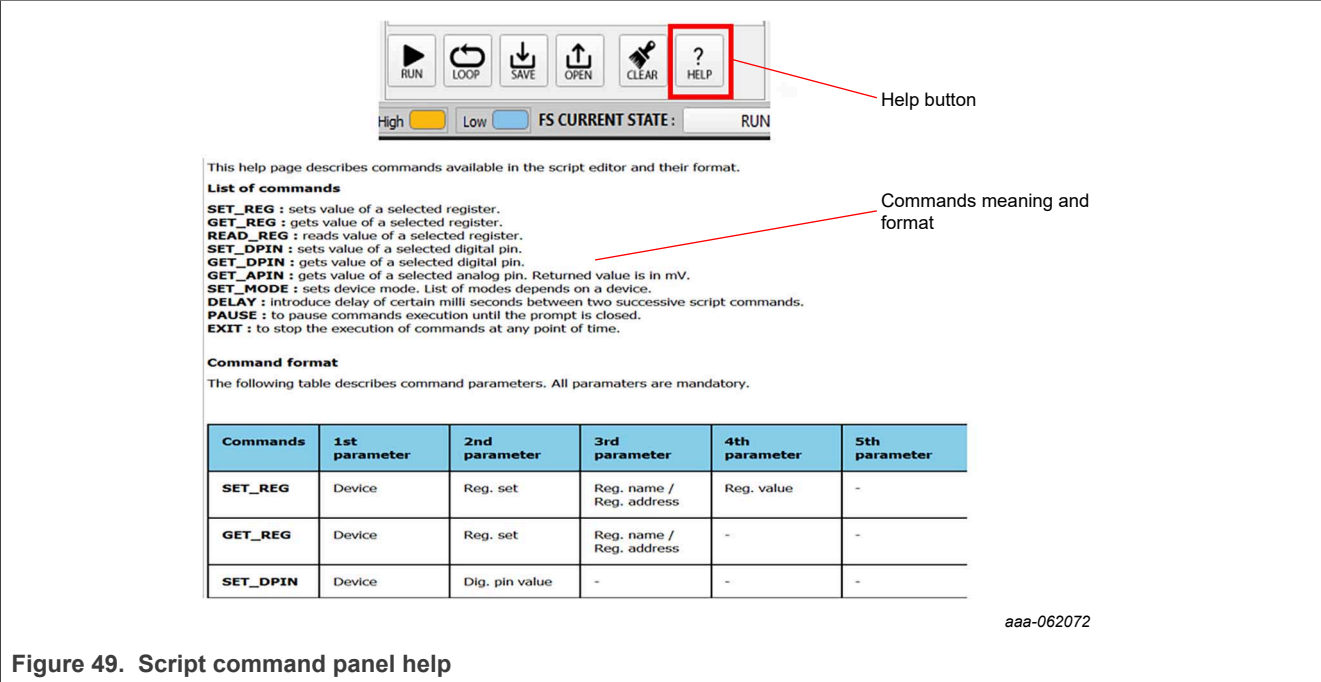 RUN
LOOP
SAVE
OPEN
CLEAR
?
HELP
Help button
High
Low
FS CURRENT STATE :
RUN
This help page describes commands available in the script editor and their format.
List of commands
Commands meaning and
format
SET_REG : sets value of a selected register.
GET_REG : gets value of a selected register.
READ_REG : reads value of a selected register.
SET_DPIN : sets value of a selected digital pin.
GET_DPIN : gets value of a selected digital pin.
GET_APIN : gets value of a selected analog pin. Returned value is in mV.
SET_MODE : sets device mode. List of modes depends on a device.
DELAY : introduce delay of certain milli seconds between two successive script commands.
PAUSE : to pause commands execution until the prompt is closed.
EXIT : to stop the execution of commands at any point of time.
Command format
The following table describes command parameters. All paramaters are mandatory.
Commands
1st
parameter
2nd
parameter
3rd
parameter
4th
parameter
5th
parameter
SET_REG
Device
Reg. set
Reg. name /
Reg. address
Reg. value
-
GET_REG
Device
Reg. set
Reg. name /
Reg. address
-
-
SET_DPIN
Device
Dig. pin value
-
-
-
aaa-062072
Figure 49. Script command panel help